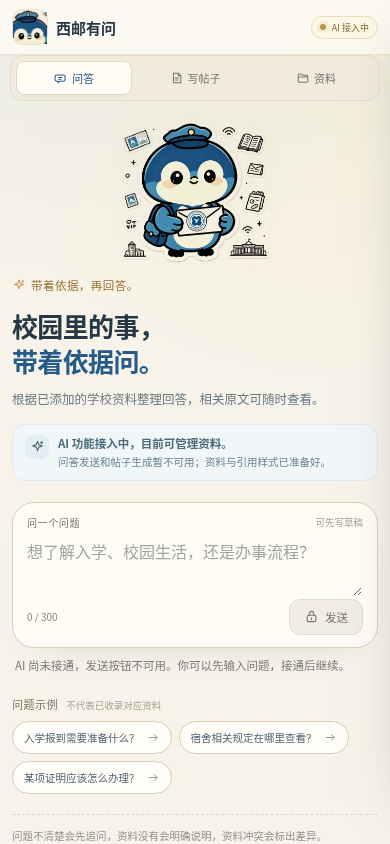 西邮有问
AI 接入中
问答
写帖子
资料
带着依据，再回答。
校园里的事，
带着依据问。
根据已添加的学校资料整理回答，相关原文可随时查看。
AI 功能接入中，目前可管理资料。
问答发送和帖子生成暂不可用；资料与引用样式已准备好。
问一个问题
可先写草稿
想了解入学、校园生活，还是办事流程？
0 / 300
发送
AI 尚未接通，发送按钮不可用。你可以先输入问题，接通后继续。
问题示例
不代表已收录对应资料
入学报到需要准备什么？
宿舍相关规定在哪里查看？
某项证明应该怎么办理？
问题不清楚会先追问，资料没有会明确说明，资料冲突会标出差异。